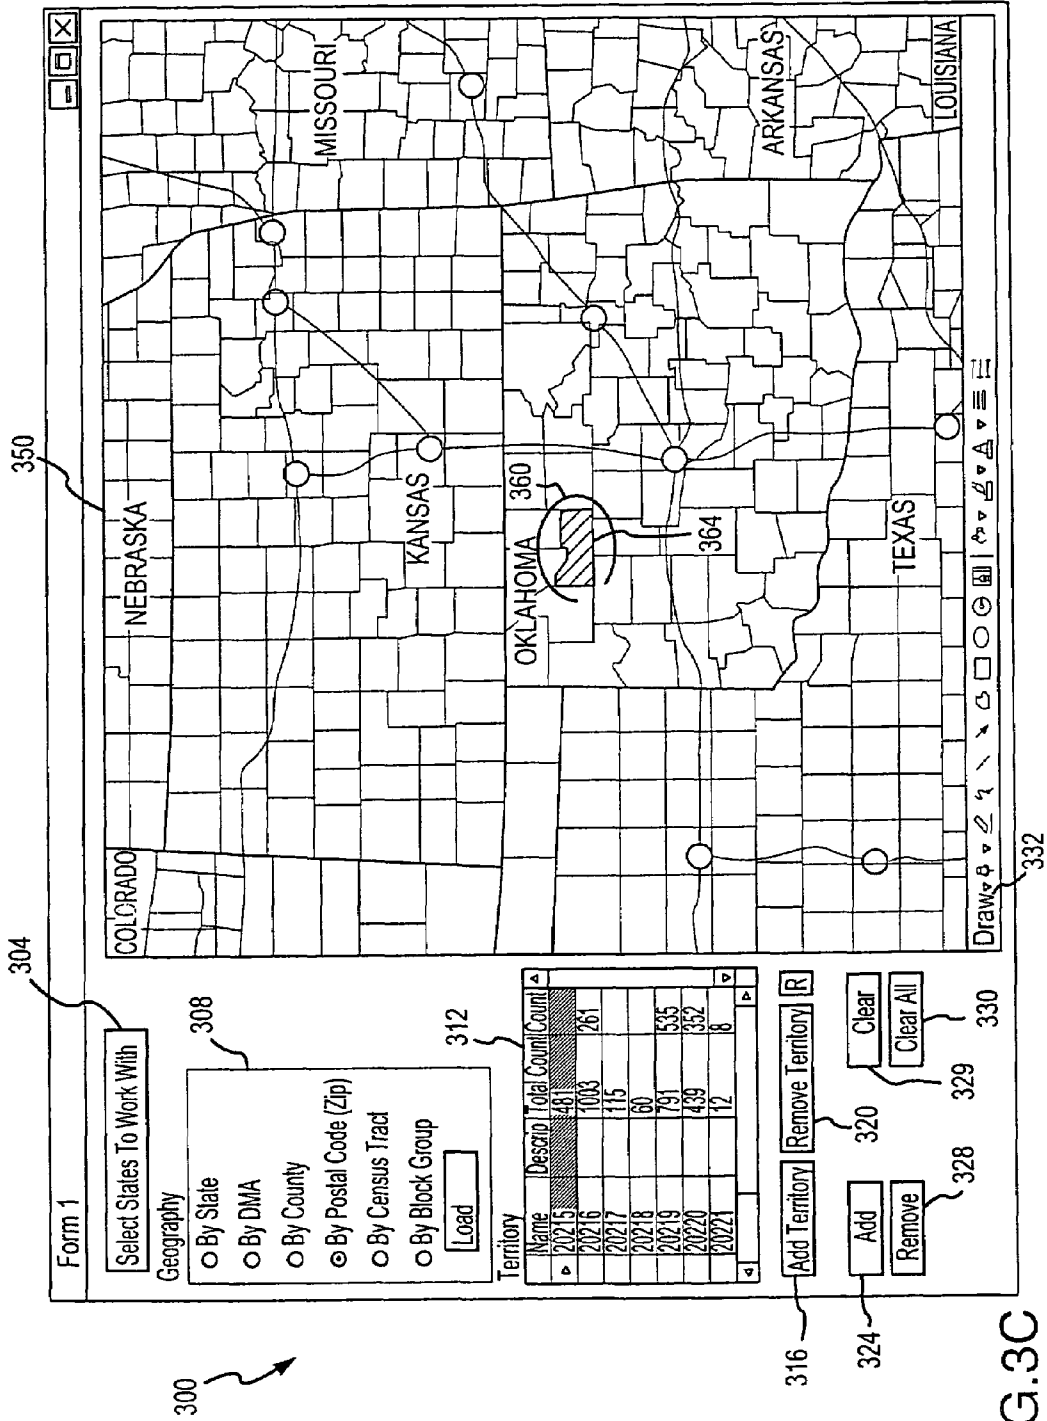 300
304
350
Form 1
Select States To Work With
308
Geography
By State
By DMA
By County
By Postal Code (Zip)
By Census Tract
By Block Group
Load
312
Territory
Name Descrip Total Count Count
20215 481
20216 1003 261
20217 115
20218 60
20219 791 535
20220 439 352
20221 12 8
316
Add Territory Remove Territory R
320
324
Add Clear
Remove Clear All
328
329
330
COLORADO
NEBRASKA
MISSOURI
KANSAS
360
OKLAHOMA
364
ARKANSAS
TEXAS
LOUISIANA
Draw
332
G.3C